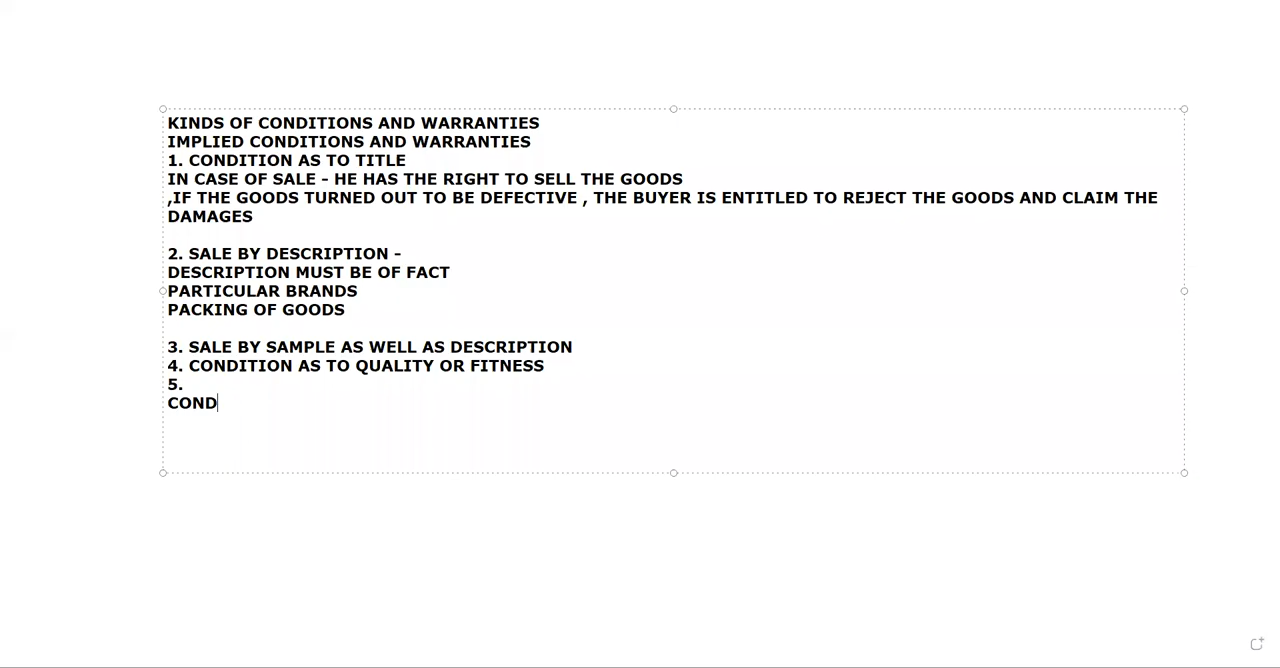 KINDS OF CONDITIONS AND WARRANTIES
IMPLIED CONDITIONS AND WARRANTIES
1. CONDITION AS TO TITLE
IN CASE OF SALE - HE HAS THE RIGHT TO SELL THE GOODS
,IF THE GOODS TURNED OUT TO BE DEFECTIVE , THE BUYER IS ENTITLED TO REJECT THE GOODS AND CLAIM THE
DAMAGES
2. SALE BY DESCRIPTION -
DESCRIPTION MUST BE OF FACT
PARTICULAR BRANDS
PACKING OF GOODS
3. SALE BY SAMPLE AS WELL AS DESCRIPTION
4. CONDITION AS TO QUALITY OR FITNESS
5.
COND